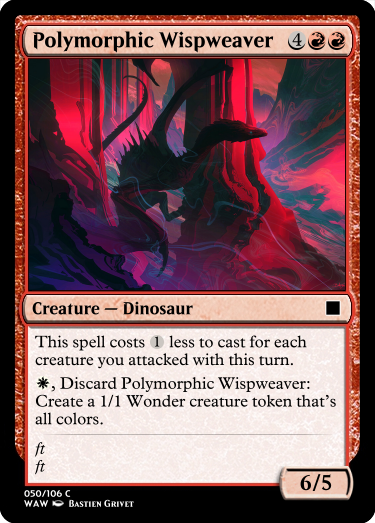 Polymorphic Wispweaver 4
Creature — Dinosaur
This spell costs 1 less to cast for each
creature you attacked with this turn.
, Discard Polymorphic Wispweaver:
Create a 1/1 Wonder creature token that's
all colors.
ft
ft
6/5
050/106 C
WAW Bastien Grivet